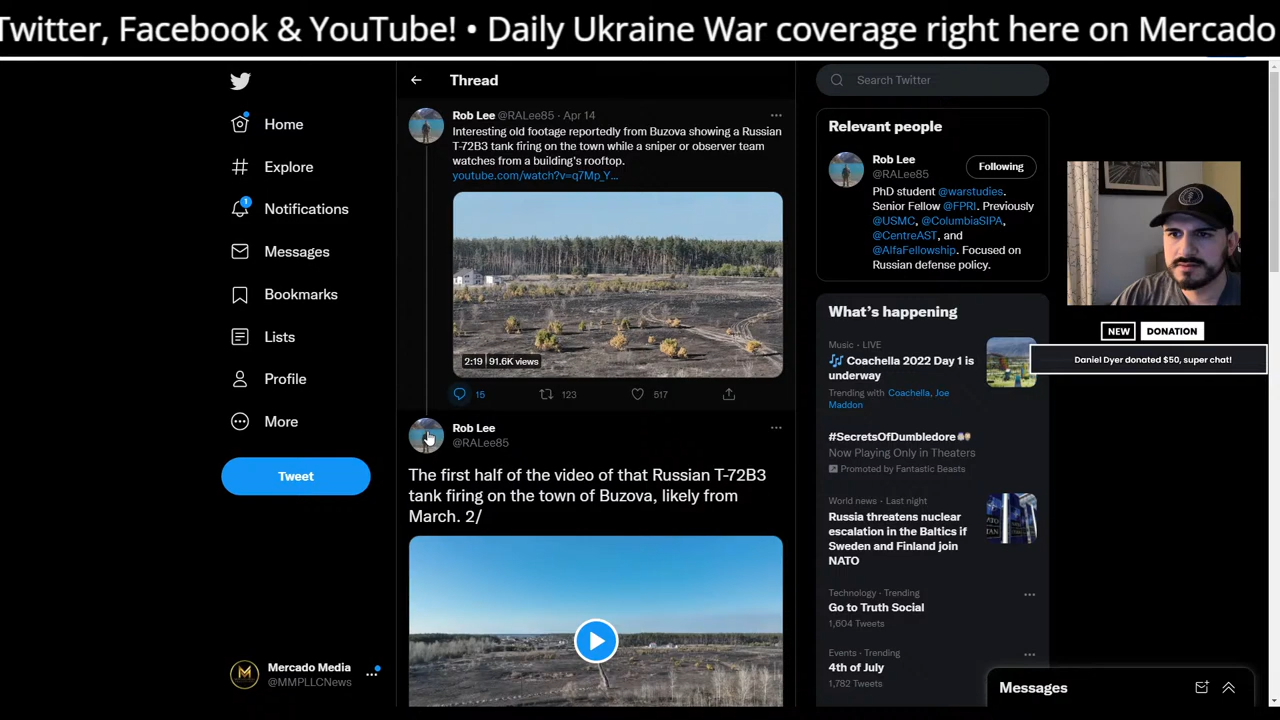 Twitter, Facebook & YouTube! • Daily Ukraine War coverage right here on Mercado
Home
Explore
1
Notifications
Messages
Bookmarks
Lists
Profile
More
Tweet
Mercado Media
@MMPLLCNews
Thread
Rob Lee @RALee85 · Apr 14
Interesting old footage reportedly from Buzova showing a Russian
T-72B3 tank firing on the town while a sniper or observer team
watches from a building's rooftop.
youtube.com/watch?v=q7Mp_Y...
2:19 91.6K views
15 123 517
Rob Lee
@RALee85
The first half of the video of that Russian T-72B3
tank firing on the town of Buzova, likely from
March. 2/
Search Twitter
Relevant people
Rob Lee
@RALee85
Following
PhD student @warstudies.
Senior Fellow @FPRI. Previously
@USMC, @ColumbiaSIPA,
@CentreAST, and
@AlfaFellowship. Focused on
Russian defense policy.
What's happening
Music · LIVE
🎶 Coachella 2022 Day 1 is
underway
Trending with Coachella, Joe
Maddon
#SecretsOfDumbledore
Now Playing Only in Theaters
Promoted by Fantastic Beasts
World news · Last night
Russia threatens nuclear
escalation in the Baltics if
Sweden and Finland join
NATO
Technology · Trending
Go to Truth Social
1,604 Tweets
Events · Trending
4th of July
1,782 Tweets
NEW DONATION
Daniel Dyer donated $50, super chat!
Messages